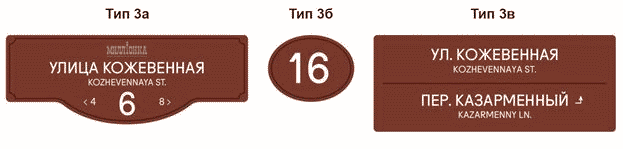 Тип 3а
МИЛЛИОНКА
УЛИЦА КОЖЕВЕННАЯ
KOZHEVENNAYA ST.
< 4 6 8 >
Тип 3б
16
Тип 3в
УЛ. КОЖЕВЕННАЯ
KOZHEVENNAYA ST.
ПЕР. КАЗАРМЕННЫЙ
KAZARMENNY LN.